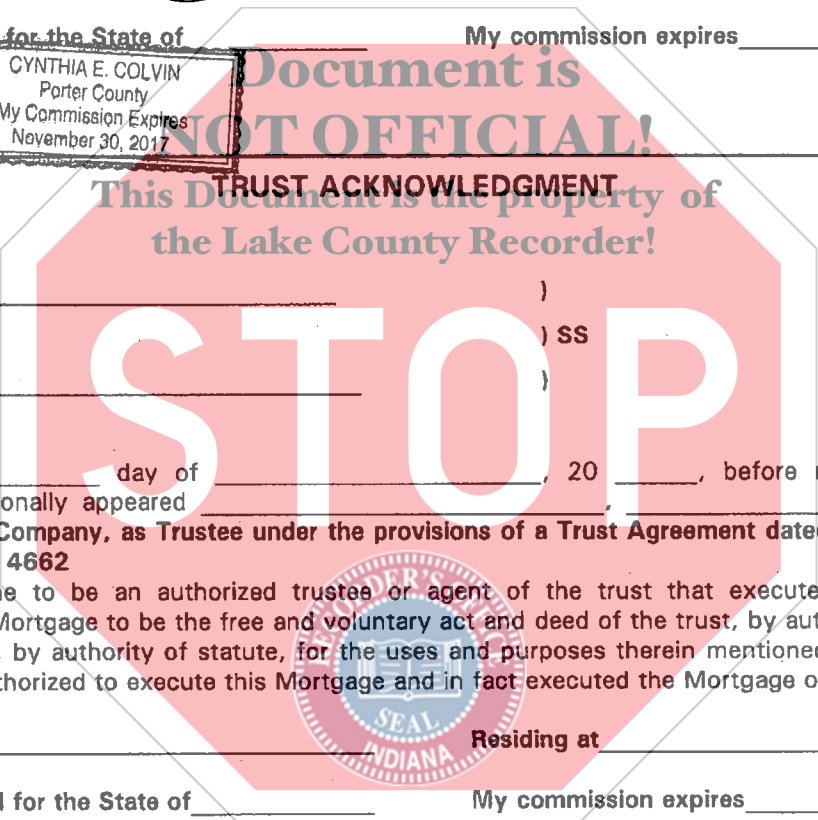 for the State of My commission expires
CYNTHIA E. COLVIN
Porter County
My Commission Expires
November 30, 2017
Document is
NOT OFFICIAL!
TRUST ACKNOWLEDGMENT
This Document is the property of
the Lake County Recorder!
)
) SS
)
STOP
day of , 20 , before
onally appeared , 
Company, as Trustee under the provisions of a Trust Agreement date
4662
e to be an authorized trustee or agent of the trust that execute
Mortgage to be the free and voluntary act and deed of the trust, by aut
, by authority of statute, for the uses and purposes therein mentione
thorized to execute this Mortgage and in fact executed the Mortgage o
SEAL
INDIANA
Residing at
for the State of My commission expires